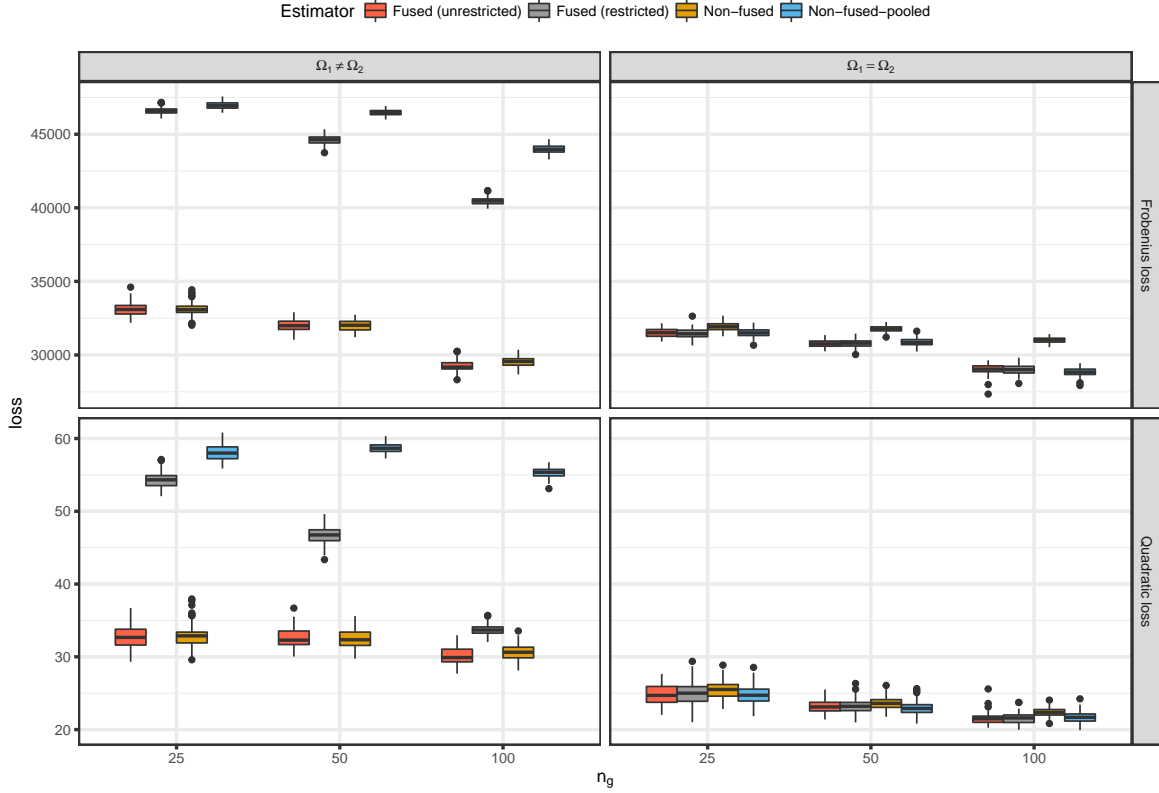 Estimator Fused (unrestricted) Fused (restricted) Non−fused Non−fused−pooled
Ω1 ≠ Ω2
Ω1 = Ω2
45000
40000
35000
30000
Frobenius loss
loss
60
50
40
30
20
Quadratic loss
25 50 100
25 50 100
ng